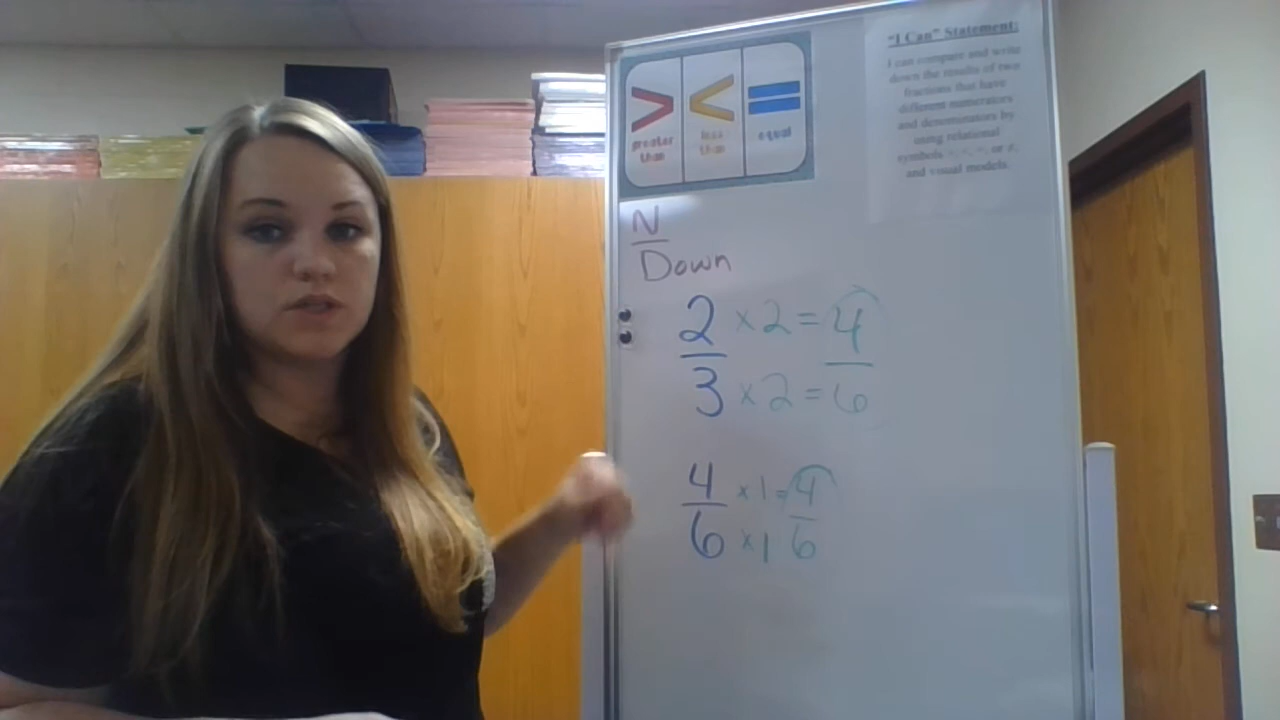 "I Can" Statement:
I can compare and write
down the results of two
fractions that have
different numerators
and denominators by
using relational
symbols >, <, =, or ≠,
and visual models.
> < =
greater than
less than
equal
N
Down
2 × 2 = 4
3 × 2 = 6
4 × 1 = 4
6 × 1 6